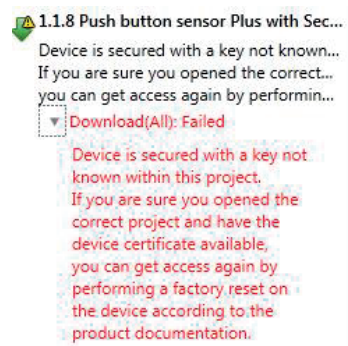 1.1.8 Push button sensor Plus with Sec...
Device is secured with a key not known...
If you are sure you opened the correct...
you can get access again by performin...
Download(All): Failed
Device is secured with a key not
known within this project.
If you are sure you opened the
correct project and have the
device certificate available,
you can get access again by
performing a factory reset on
the device according to the
product documentation.